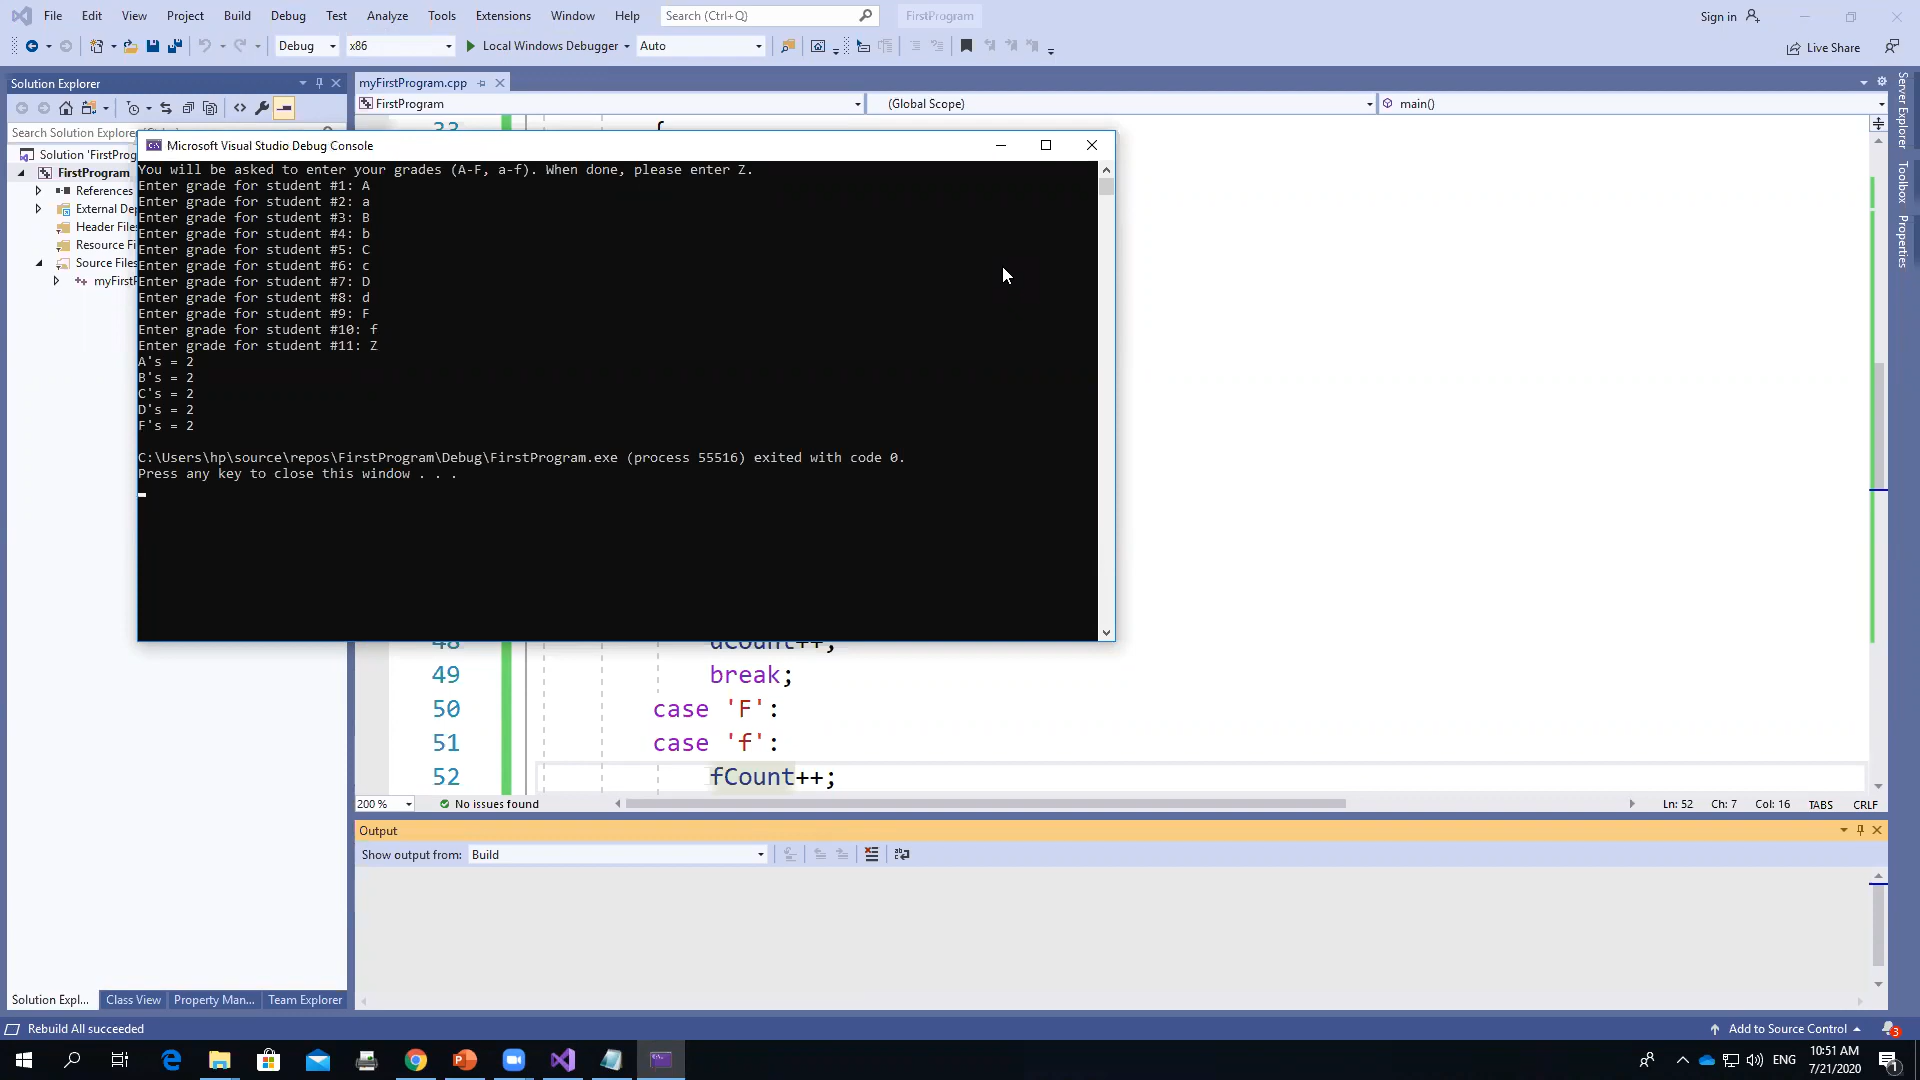 File Edit View Project Build Debug Test Analyze Tools Extensions Window Help Search (Ctrl+Q) FirstProgram Sign in
Debug x86 Local Windows Debugger Auto Live Share
Solution Explorer
myFirstProgram.cpp
FirstProgram (Global Scope) main()
Search Solution Explorer
Solution 'FirstProg
FirstProgram
References
External Dep
Header Files
Resource Fi
Source Files
myFirstP
33 {
Microsoft Visual Studio Debug Console
You will be asked to enter your grades (A-F, a-f). When done, please enter Z.
Enter grade for student #1: A
Enter grade for student #2: a
Enter grade for student #3: B
Enter grade for student #4: b
Enter grade for student #5: C
Enter grade for student #6: c
Enter grade for student #7: D
Enter grade for student #8: d
Enter grade for student #9: F
Enter grade for student #10: f
Enter grade for student #11: Z
A's = 2
B's = 2
C's = 2
D's = 2
F's = 2
C:\Users\hp\source\repos\FirstProgram\Debug\FirstProgram.exe (process 55516) exited with code 0.
Press any key to close this window . . .
48 dCount++;
49 break;
50 case 'F':
51 case 'f':
52 fCount++;
200 % No issues found Ln: 52 Ch: 7 Col: 16 TABS CRLF
Output
Show output from: Build
Solution Expl... Class View Property Man... Team Explorer
Rebuild All succeeded Add to Source Control 3
Server Explorer
Toolbox
Properties
ENG 10:51 AM
7/21/2020 1